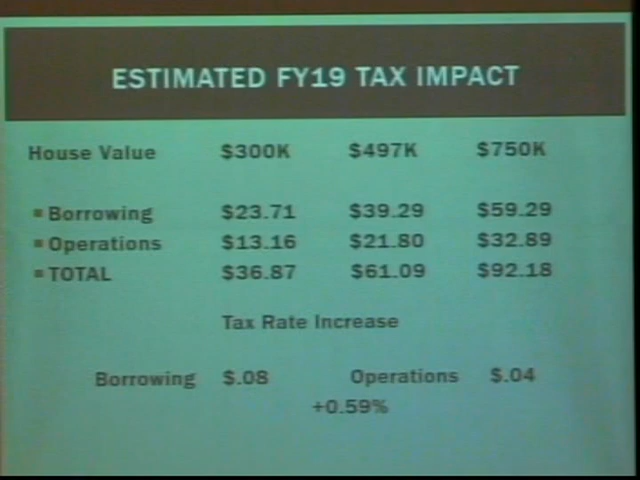 ESTIMATED FY19 TAX IMPACT
House Value $300K $497K $750K
▪ Borrowing $23.71 $39.29 $59.29
▪ Operations $13.16 $21.80 $32.89
▪ TOTAL $36.87 $61.09 $92.18
Tax Rate Increase
Borrowing $.08 Operations $.04
+0.59%